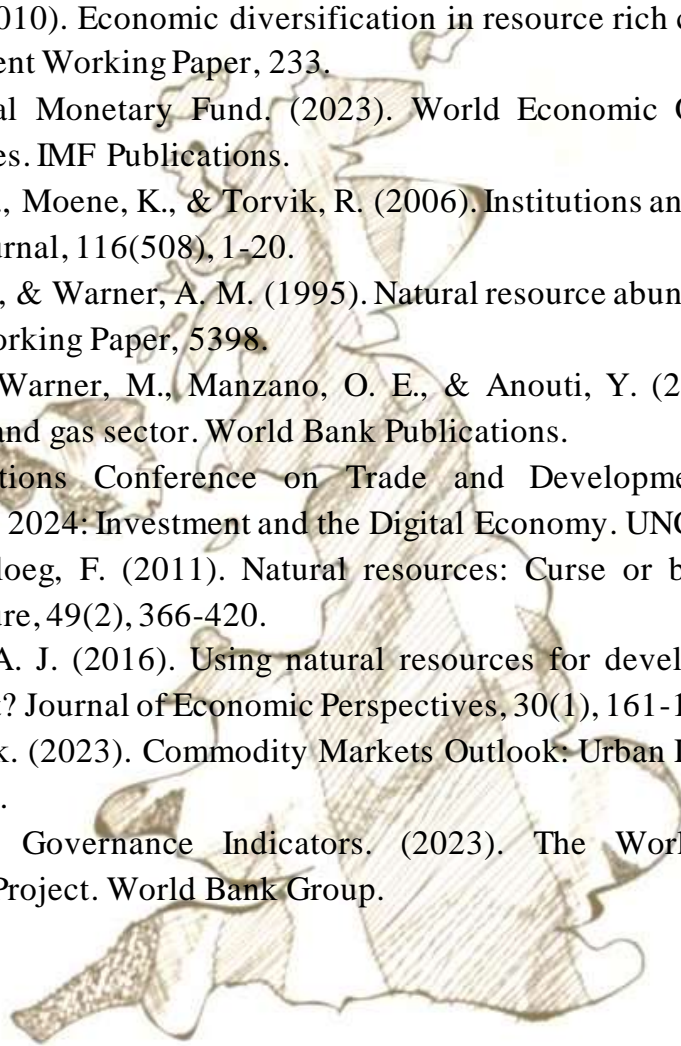 010). Economic diversification in resource rich c
ent Working Paper, 233.
al Monetary Fund. (2023). World Economic
es. IMF Publications.
., Moene, K., & Torvik, R. (2006). Institutions an
urnal, 116(508), 1-20.
, & Warner, A. M. (1995). Natural resource abun
orking Paper, 5398.
Warner, M., Manzano, O. E., & Anouti, Y. (2
and gas sector. World Bank Publications.
tions Conference on Trade and Developme
2024: Investment and the Digital Economy. UNC
loeg, F. (2011). Natural resources: Curse or b
ure, 49(2), 366-420.
A. J. (2016). Using natural resources for devel
t? Journal of Economic Perspectives, 30(1), 161-1
k. (2023). Commodity Markets Outlook: Urban
.
Governance Indicators. (2023). The Worl
Project. World Bank Group.